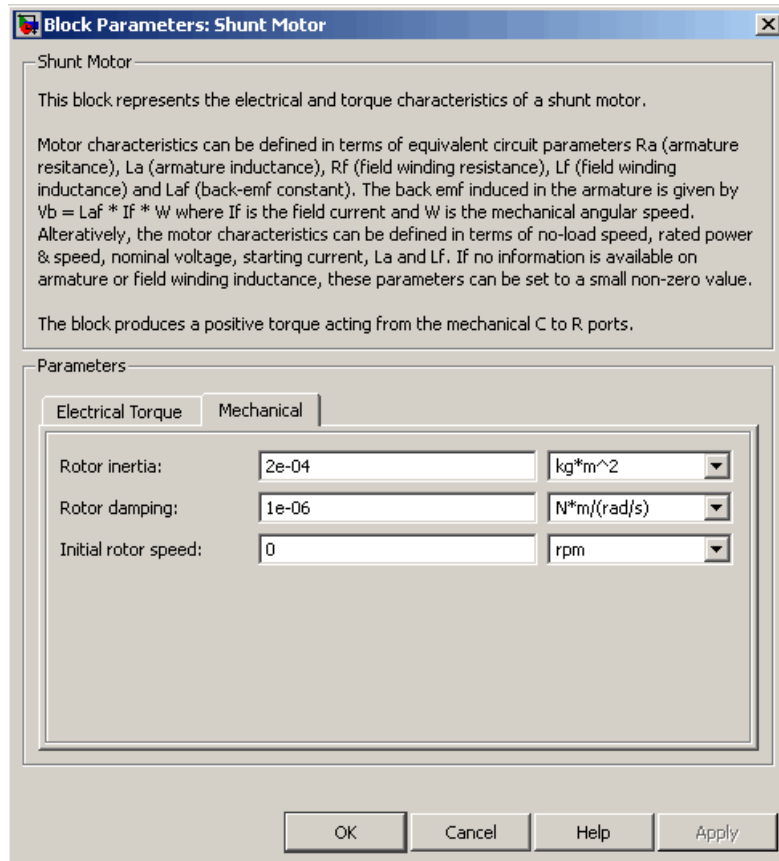 Block Parameters: Shunt Motor
Shunt Motor
This block represents the electrical and torque characteristics of a shunt motor.
Motor characteristics can be defined in terms of equivalent circuit parameters Ra (armature
resitance), La (armature inductance), Rf (field winding resistance), Lf (field winding
inductance) and Laf (back-emf constant). The back emf induced in the armature is given by
Vb = Laf * If * W where If is the field current and W is the mechanical angular speed.
Alteratively, the motor characteristics can be defined in terms of no-load speed, rated power
& speed, nominal voltage, starting current, La and Lf. If no information is available on
armature or field winding inductance, these parameters can be set to a small non-zero value.
The block produces a positive torque acting from the mechanical C to R ports.
Parameters
Electrical Torque Mechanical
Rotor inertia: 2e-04 kg*m^2
Rotor damping: 1e-06 N*m/(rad/s)
Initial rotor speed: 0 rpm
OK Cancel Help Apply